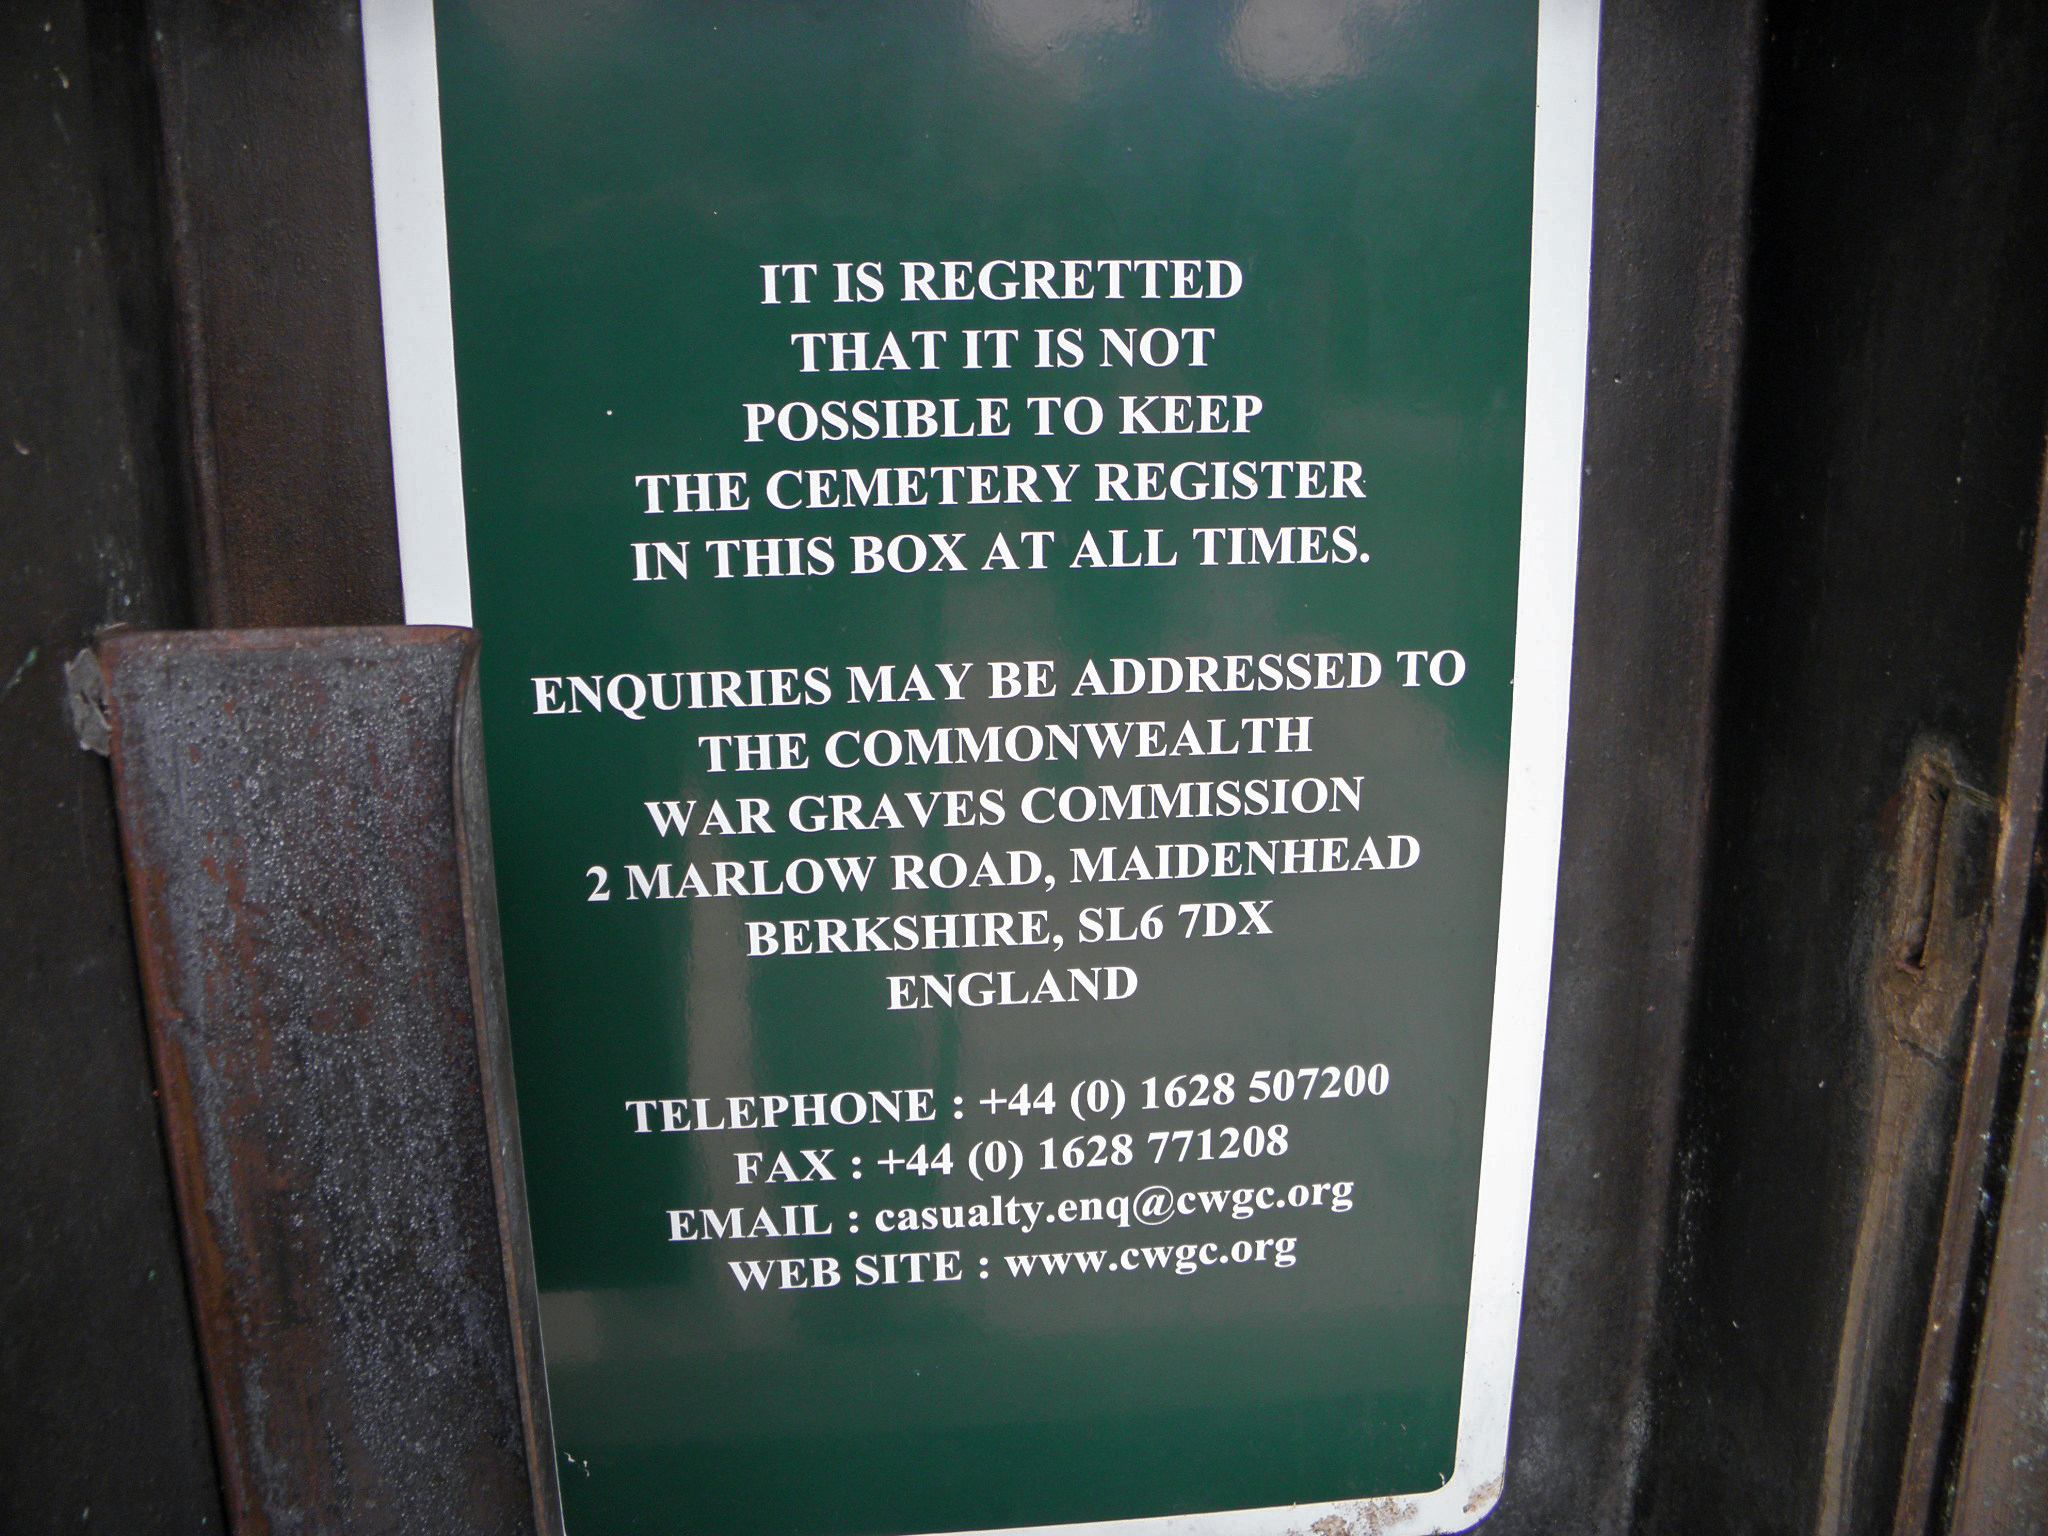 IT IS REGRETTED
THAT IT IS NOT
POSSIBLE TO KEEP
THE CEMETERY REGISTER
IN THIS BOX AT ALL TIMES.
ENQUIRIES MAY BE ADDRESSED TO
THE COMMONWEALTH
WAR GRAVES COMMISSION
2 MARLOW ROAD, MAIDENHEAD
BERKSHIRE, SL6 7DX
ENGLAND
TELEPHONE : +44 (0) 1628 507200
FAX : +44 (0) 1628 771208
EMAIL : casualty.enq@cwgc.org
WEB SITE : www.cwgc.org